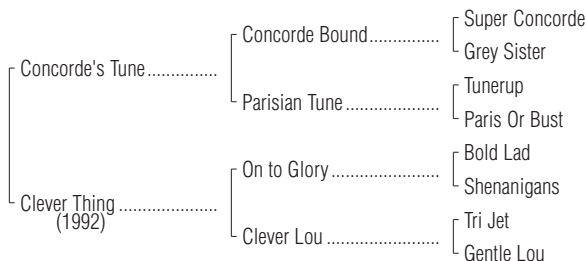 Super Concorde
Concorde Bound................
Grey Sister
Concorde's Tune...............
Tunerup
Parisian Tune .....................
Paris Or Bust
Bold Lad
On to Glory.........................
Shenanigans
Clever Thing .....................
(1992)
Tri Jet
Clever Lou .........................
Gentle Lou